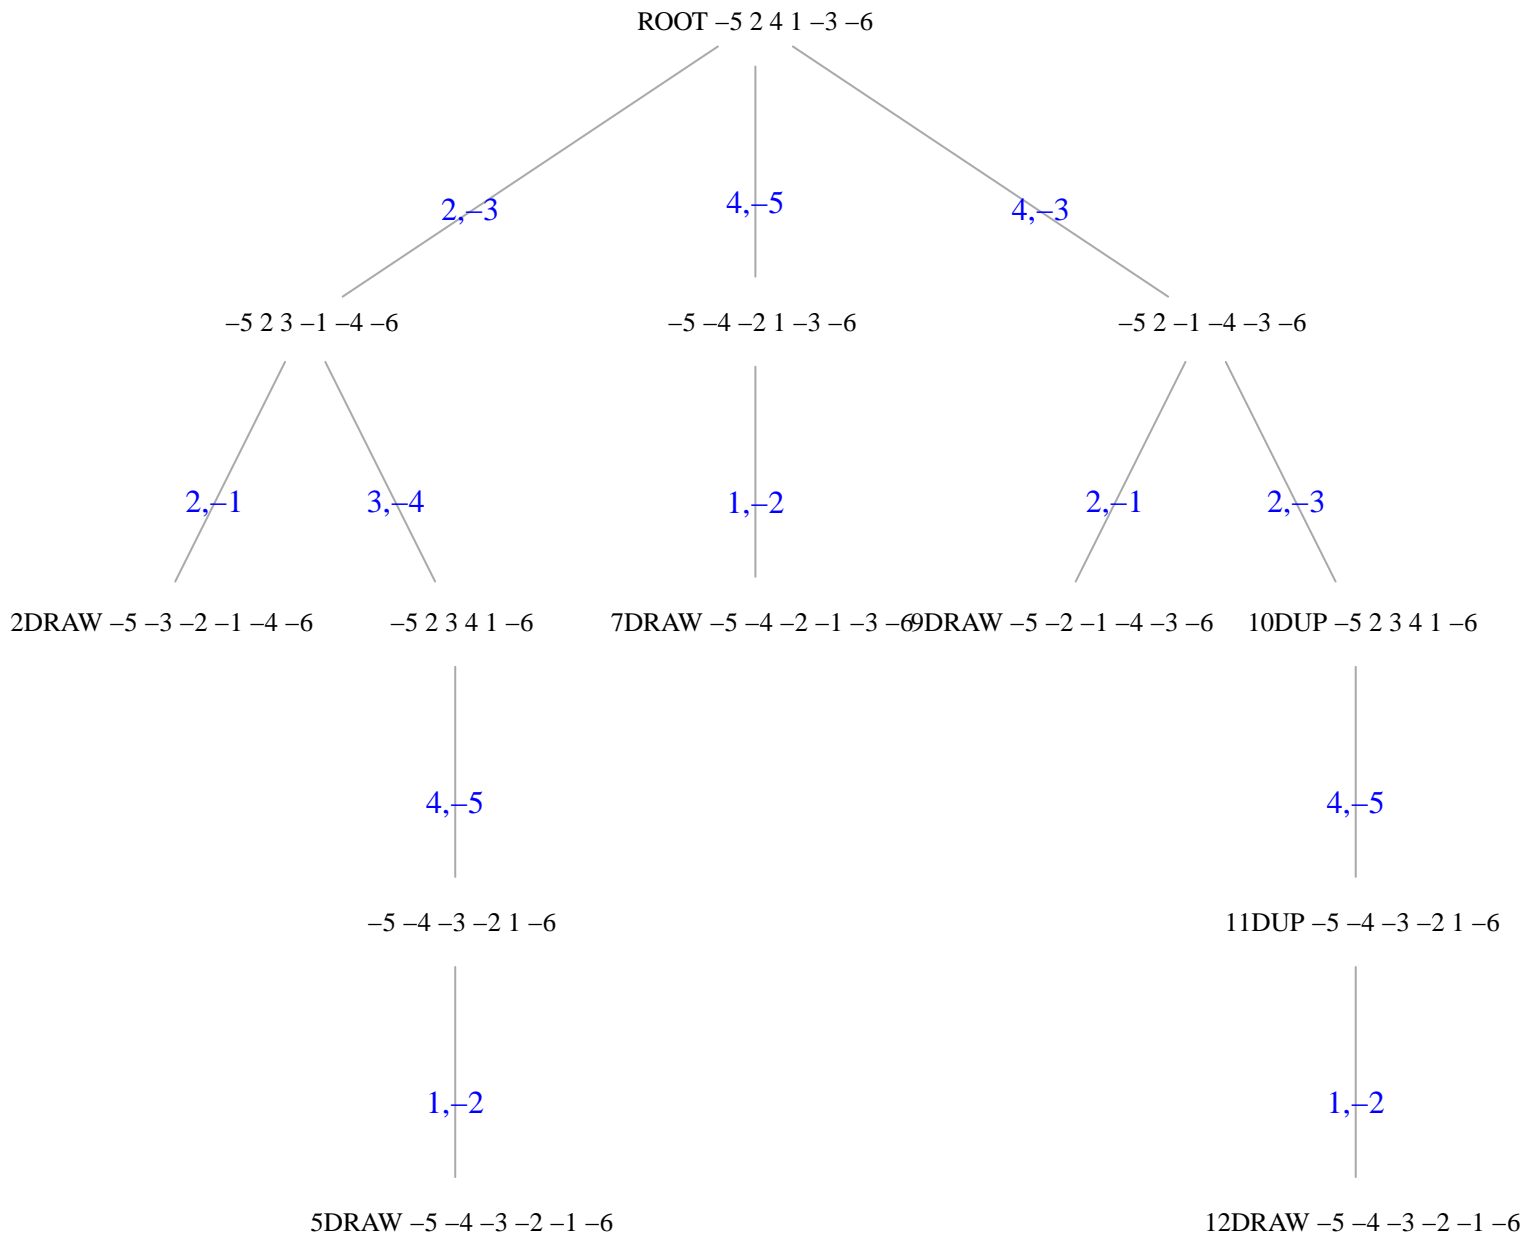 ROOT –5 2 4 1 –3 –6
2,–3
4,–5
4,–3
–5 2 3 –1 –4 –6
–5 –4 –2 1 –3 –6
–5 2 –1 –4 –3 –6
2,–1
3,–4
1,–2
2,–1
2,–3
2DRAW –5 –3 –2 –1 –4 –6
–5 2 3 4 1 –6
7DRAW –5 –4 –2 –1 –3 –6
9DRAW –5 –2 –1 –4 –3 –6
10DUP –5 2 3 4 1 –6
4,–5
4,–5
–5 –4 –3 –2 1 –6
11DUP –5 –4 –3 –2 1 –6
1,–2
1,–2
5DRAW –5 –4 –3 –2 –1 –6
12DRAW –5 –4 –3 –2 –1 –6